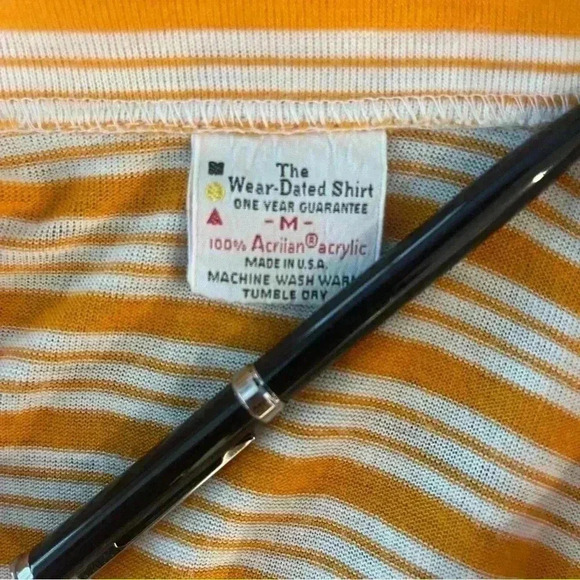 The
Wear-Dated Shirt
ONE YEAR GUARANTEE
- M -
100% Acrilan® acrylic
MADE IN U.S.A.
MACHINE WASH WARM
TUMBLE DRY